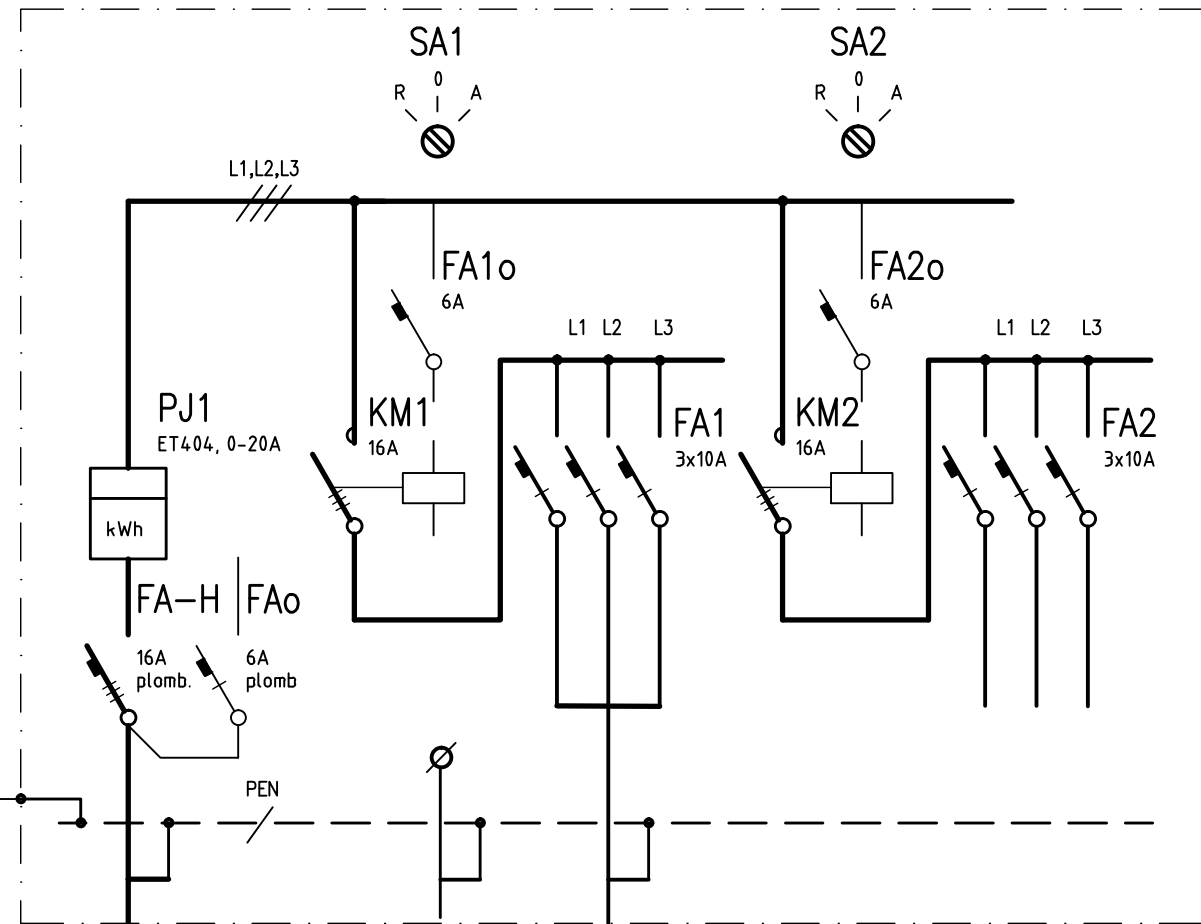 SA1
SA2
0
0
R
A
R
A
L1,L2,L3
FA1o
6A
FA2o
6A
L1
L2
L3
L1
L2
L3
PJ1
ET404, 0-20A
KM1
16A
FA1
3x10A
KM2
16A
FA2
3x10A
kWh
FA-H
FAo
16A
plomb.
6A
plomb
PEN